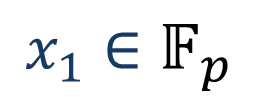 x₁ ∈ 𝔽ₚ